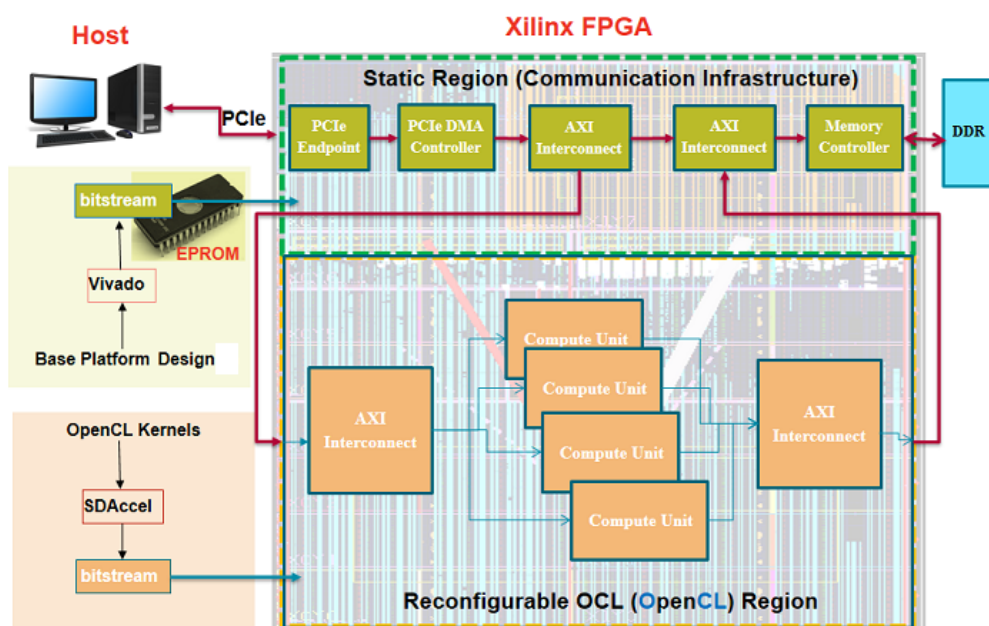 Host
Xilinx FPGA
Static Region (Communication Infrastructure)
PCIe
PCIe
Endpoint
PCIe DMA
Controller
AXI
Interconnect
AXI
Interconnect
Memory
Controller
DDR
bitstream
EPROM
Vivado
Base Platform Design
Compute Unit
Compute Unit
Compute Unit
Compute Unit
AXI
Interconnect
AXI
Interconnect
OpenCL Kernels
SDAccel
bitstream
Reconfigurable OCL (OpenCL) Region